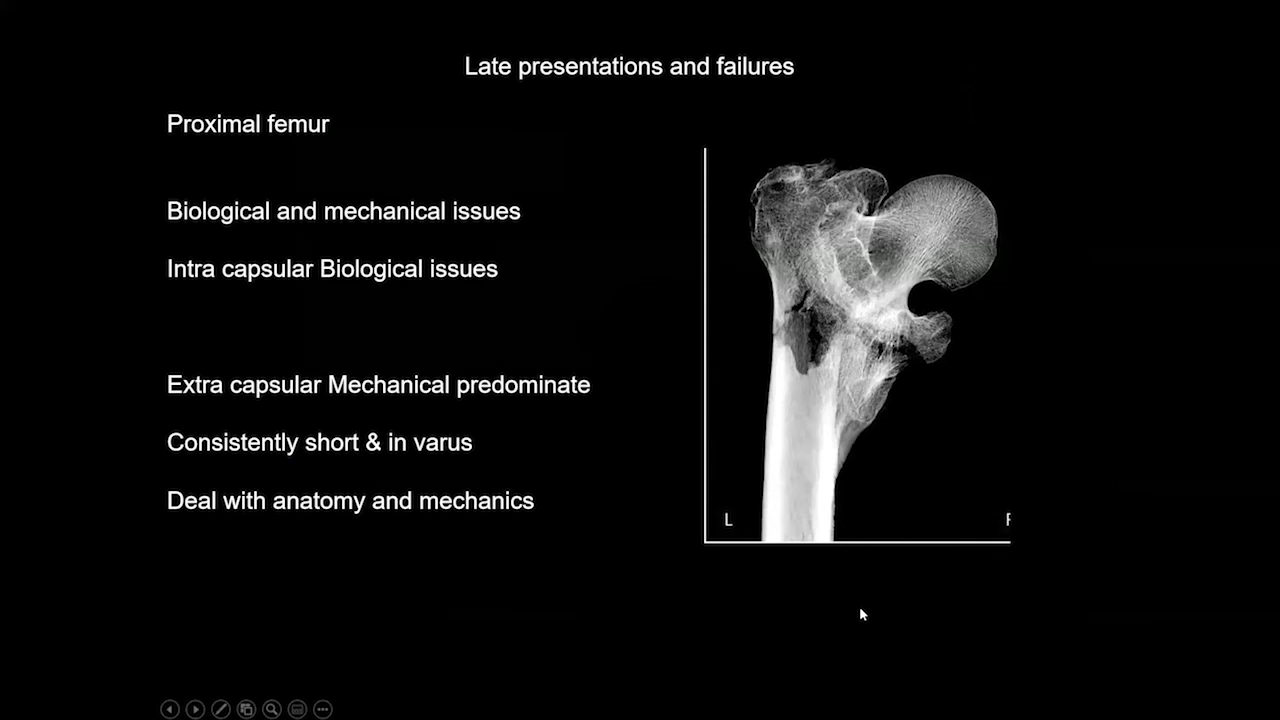 Late presentations and failures
Proximal femur
Biological and mechanical issues
Intra capsular Biological issues
Extra capsular Mechanical predominate
Consistently short & in varus
Deal with anatomy and mechanics
L